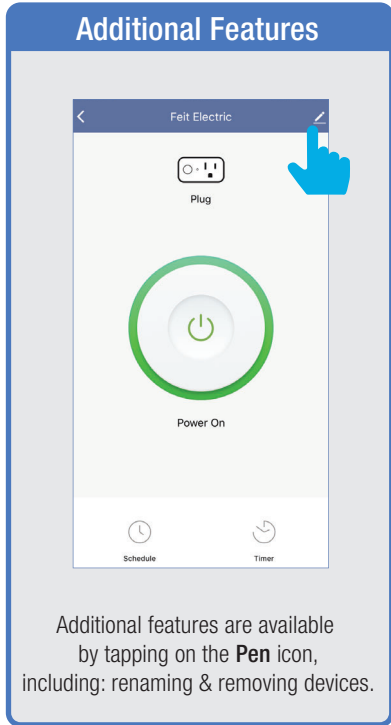 Additional Features
Feit Electric
Plug
Power On
Schedule Timer
Additional features are available
by tapping on the Pen icon,
including: renaming & removing devices.